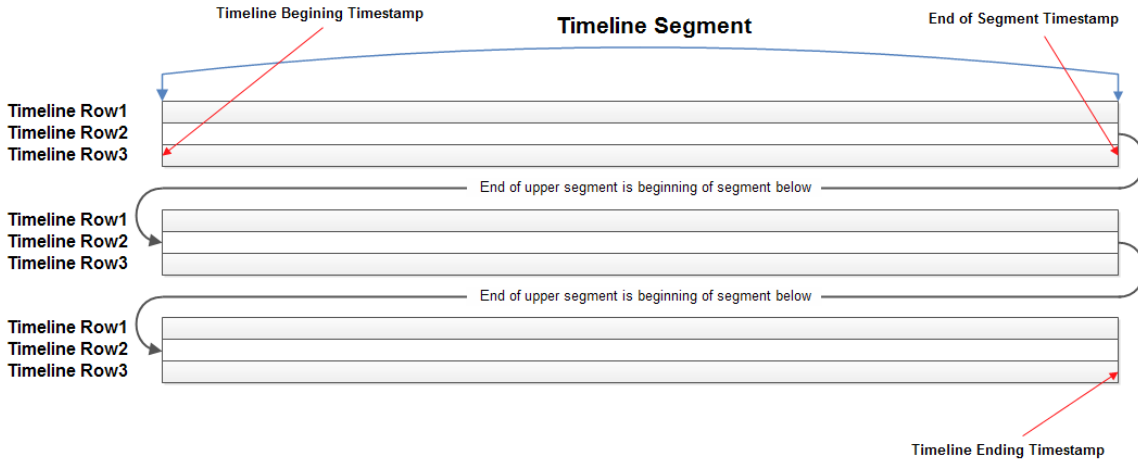 Timeline Begining Timestamp
End of Segment Timestamp
Timeline Segment
Timeline Row1
Timeline Row2
Timeline Row3
End of upper segment is beginning of segment below
Timeline Row1
Timeline Row2
Timeline Row3
End of upper segment is beginning of segment below
Timeline Row1
Timeline Row2
Timeline Row3
Timeline Ending Timestamp